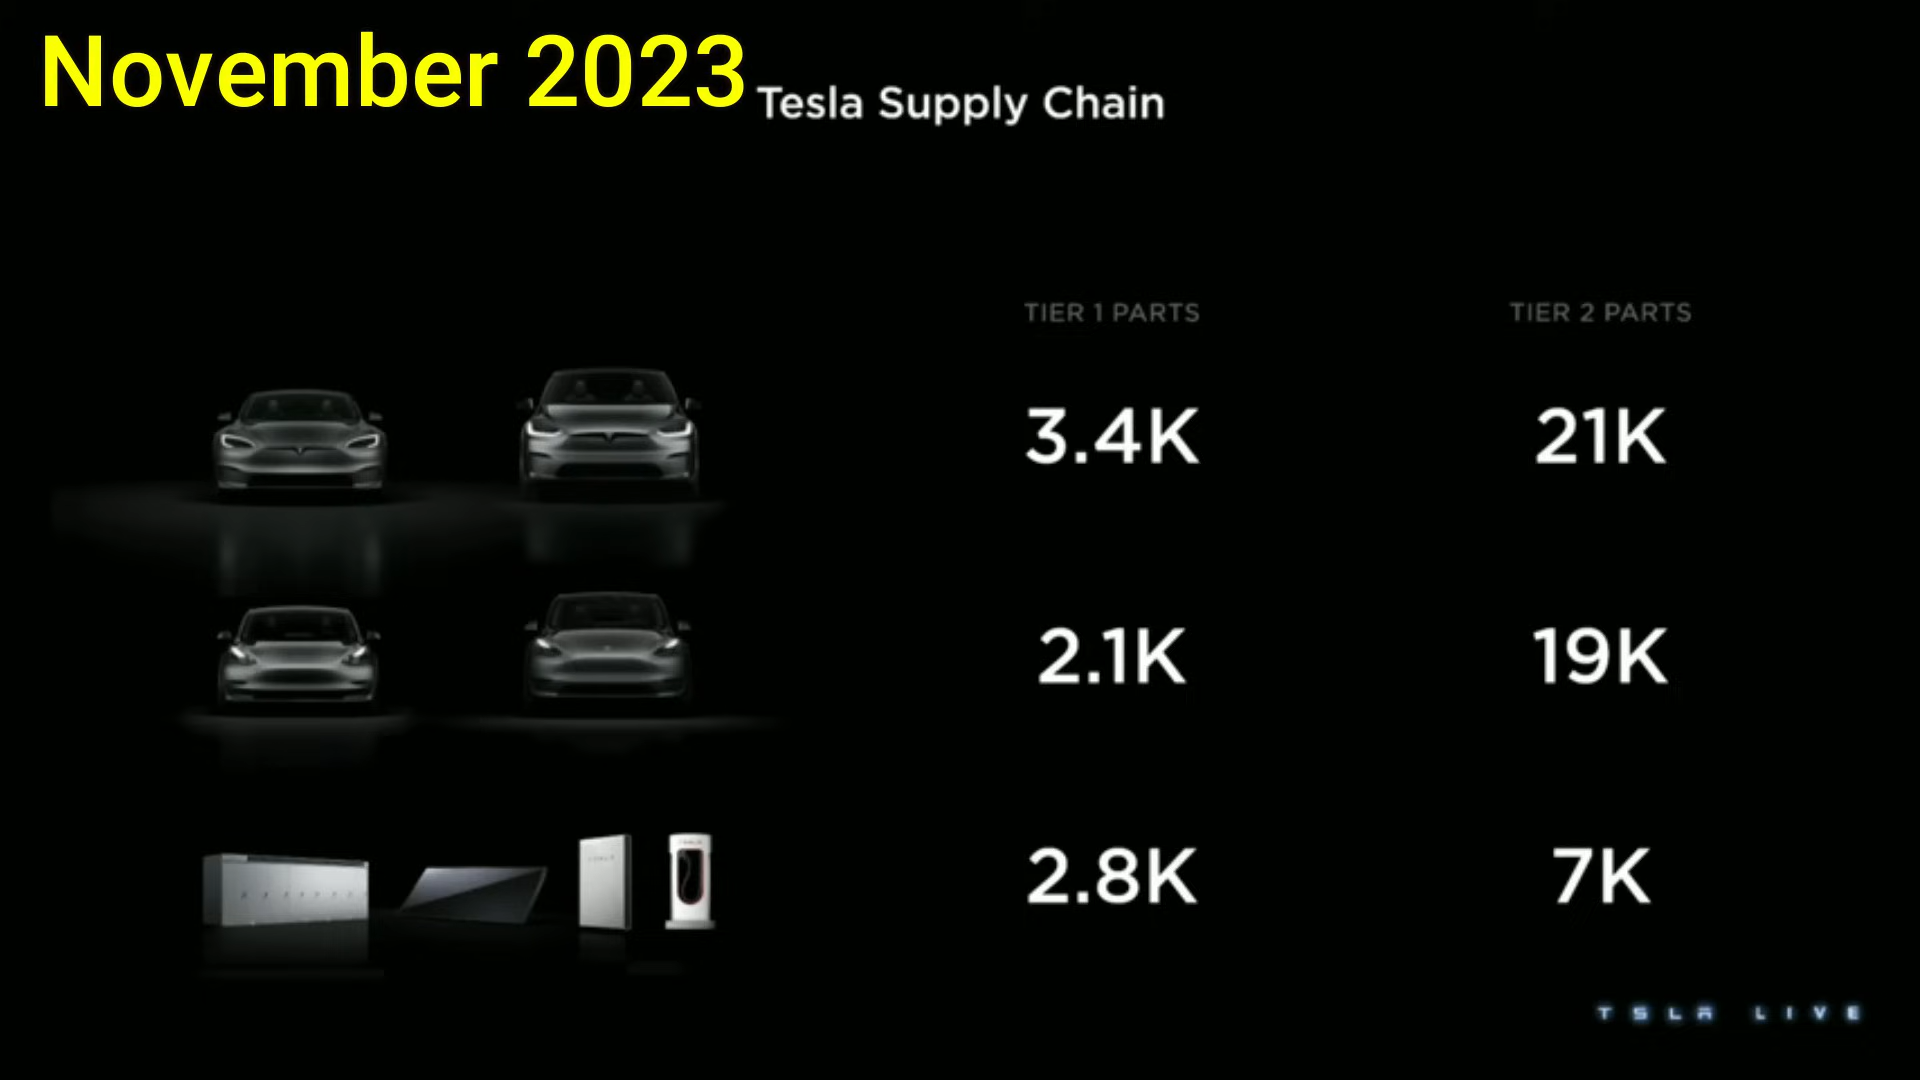 November 2023
Tesla Supply Chain
TIER 1 PARTS
TIER 2 PARTS
3.4K
21K
2.1K
19K
2.8K
7K
TSLA LIVE